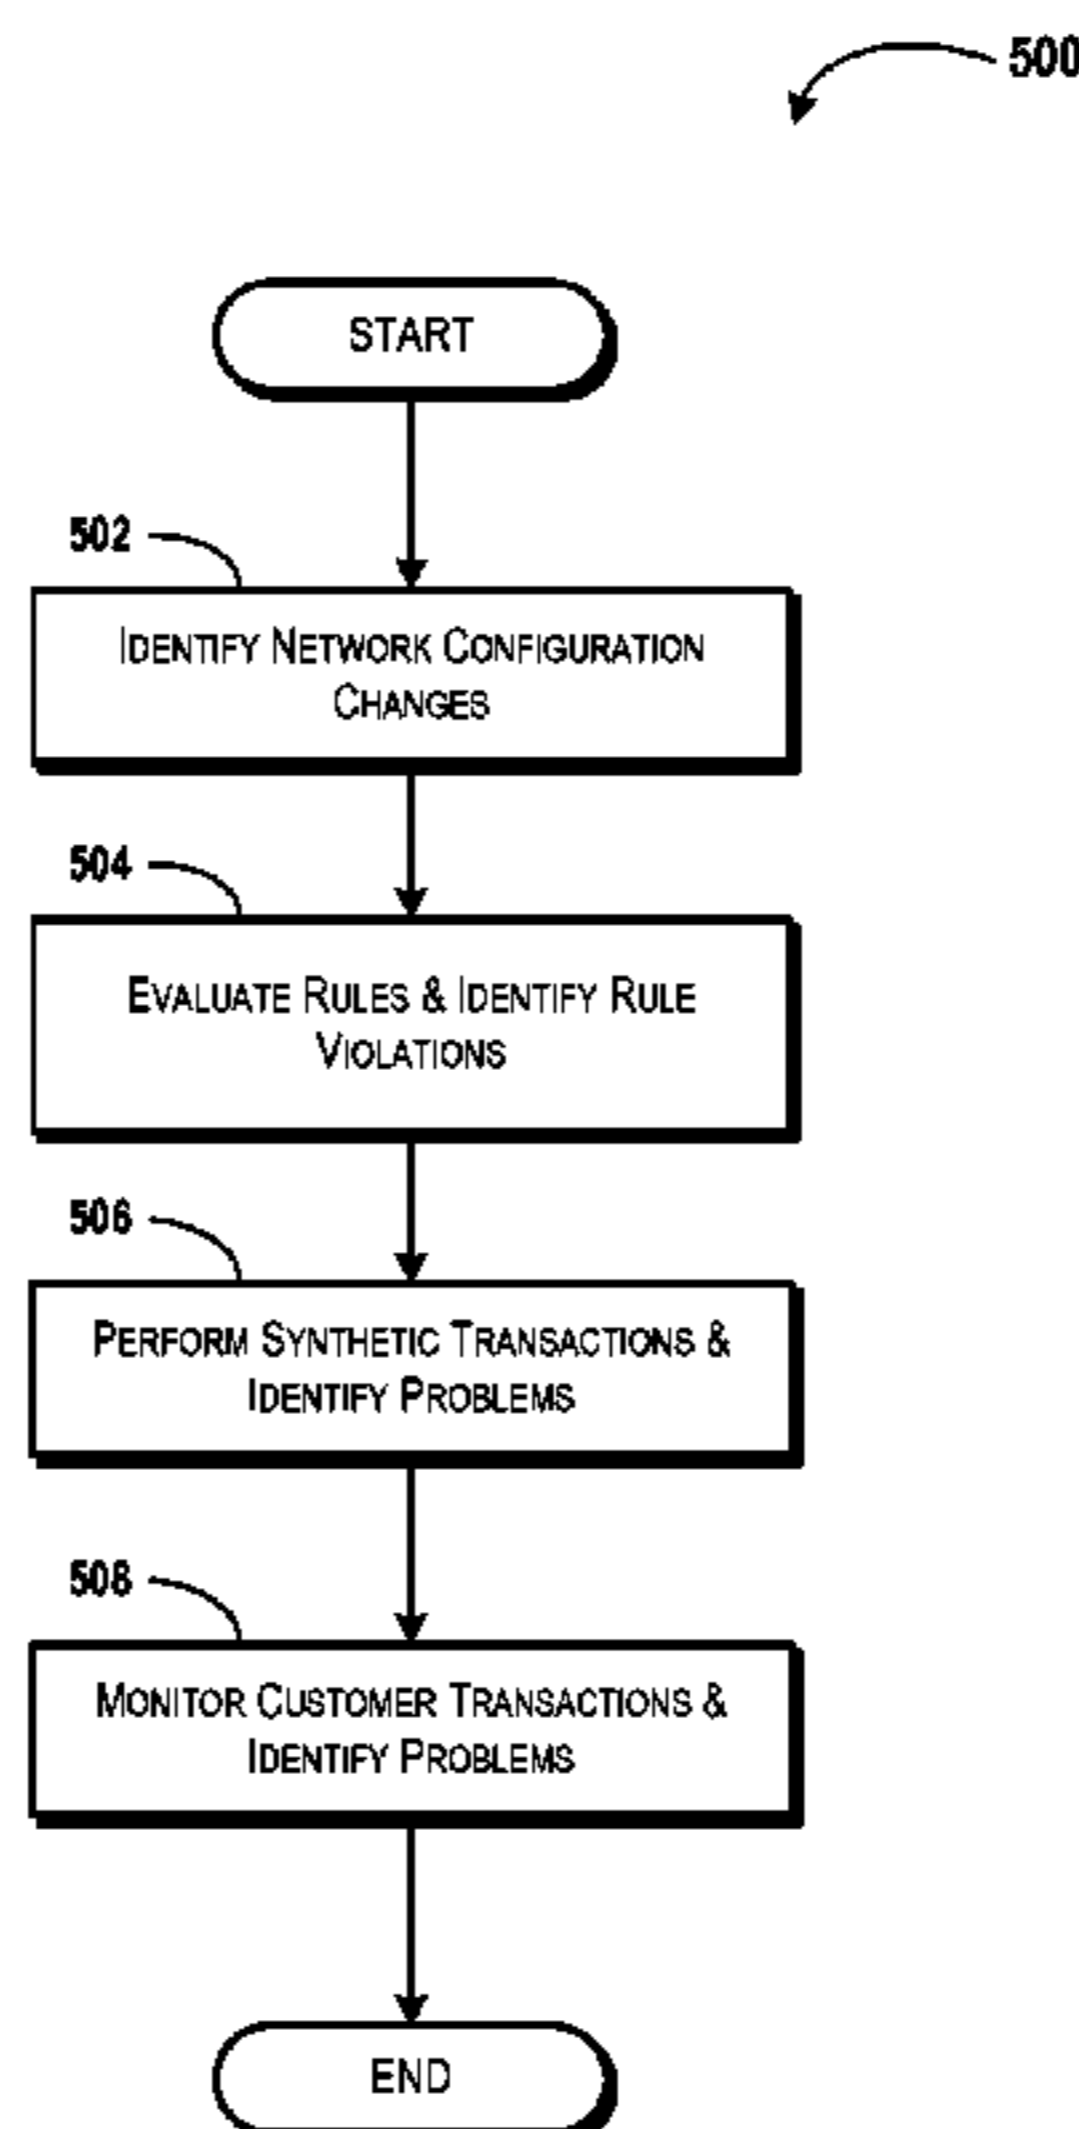 500
START
502
IDENTIFY NETWORK CONFIGURATION
CHANGES
504
EVALUATE RULES & IDENTIFY RULE
VIOLATIONS
506
PERFORM SYNTHETIC TRANSACTIONS &
IDENTIFY PROBLEMS
508
MONITOR CUSTOMER TRANSACTIONS &
IDENTIFY PROBLEMS
END